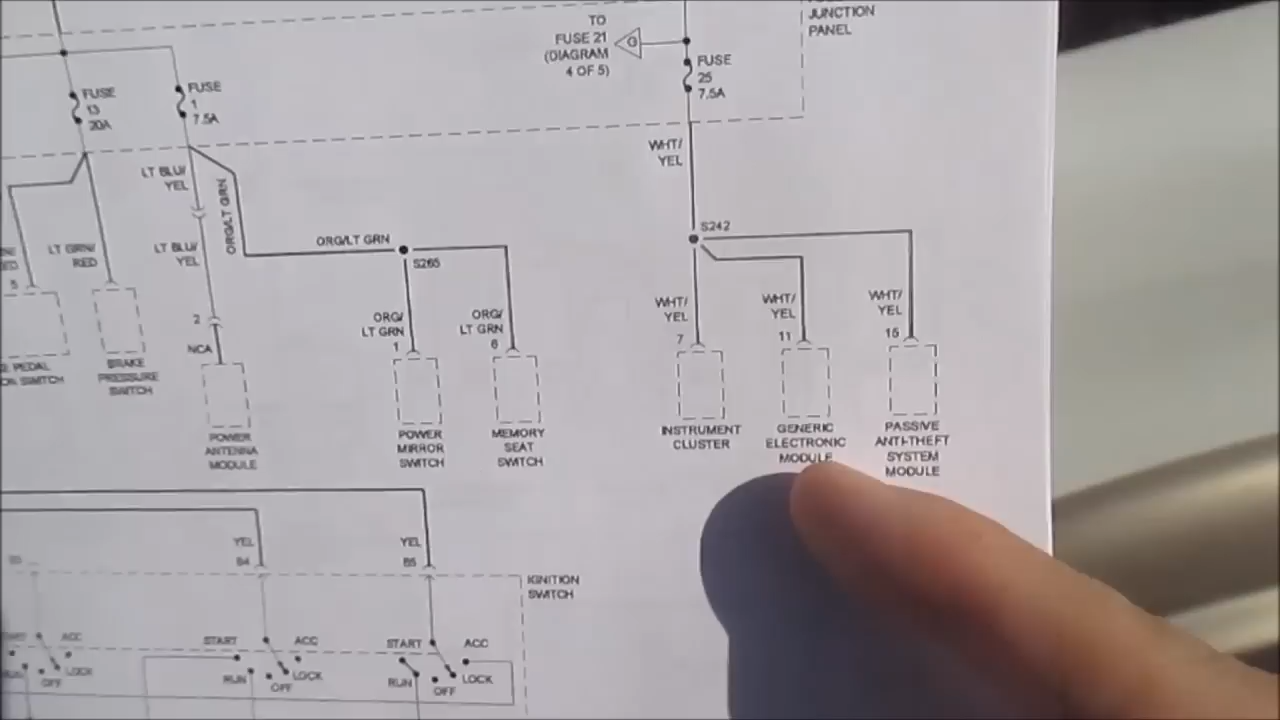 JUNCTION
PANEL
TO
FUSE 21
(DIAGRAM
4 OF 5)
G
FUSE
25
7.5A
FUSE
13
20A
FUSE
1
7.5A
WHT/
YEL
LT BLU/
YEL
ORG/LT GRN
S242
ORG/LT GRN
S265
LT GRN/
RED
LT BLU/
YEL
RED
5
2
NCA
ORG/
LT GRN
1
ORG/
LT GRN
6
WHT/
YEL
7
WHT/
YEL
11
WHT/
YEL
15
PEDAL
SWITCH
BRAKE
PRESSURE
SWITCH
POWER
ANTENNA
MODULE
POWER
MIRROR
SWITCH
MEMORY
SEAT
SWITCH
INSTRUMENT
CLUSTER
GENERIC
ELECTRONIC
MODULE
PASSIVE
ANTI-THEFT
SYSTEM
MODULE
YEL
B4
YEL
B5
IGNITION
SWITCH
ACC
LOCK
OFF
START
ACC
RUN
LOCK
OFF
START
ACC
RUN
LOCK
OFF